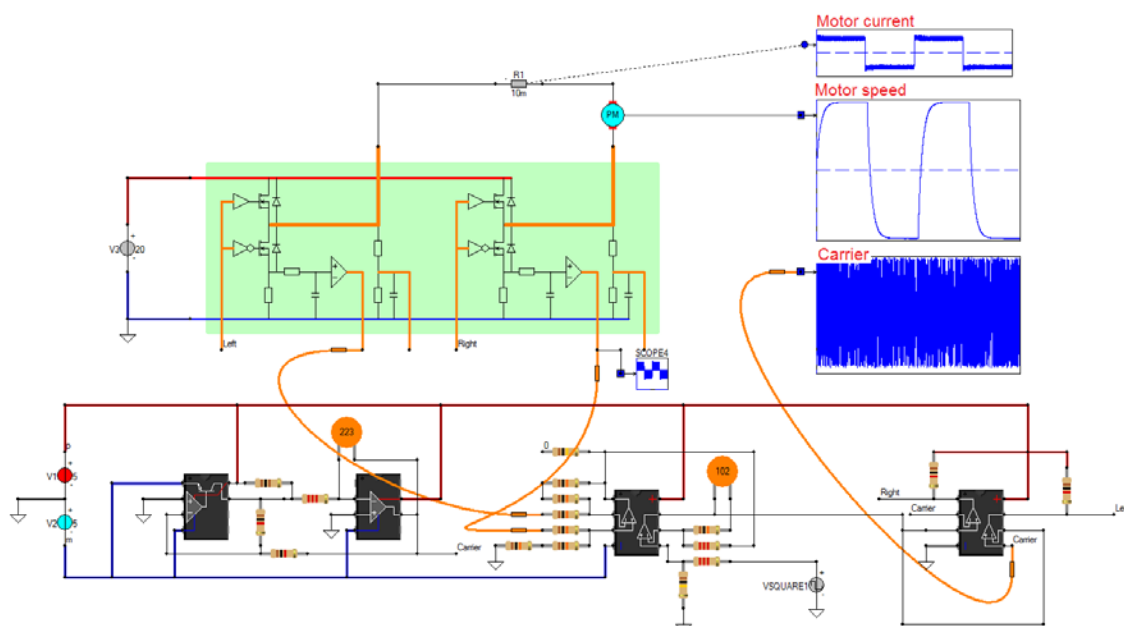 Motor current
R1
10m
Motor speed
PM
V3
20
Carrier
Left
Right
SCOPE4
p
223
0
102
V1
5
V2
5
m
Right
Carrier
Le
Carrier
Carrier
VSQUARE1